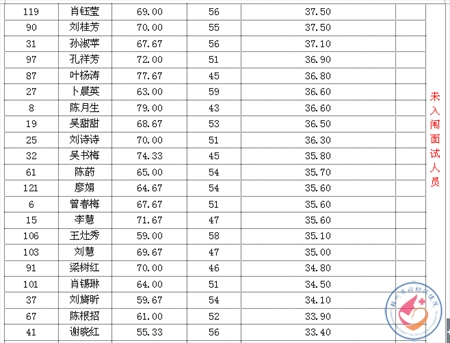 119 肖钰莹 69.00 56 37.50
90 刘桂芳 70.00 55 37.50
31 孙淑苹 67.67 56 37.10
97 孔祥芳 72.00 51 36.90
87 叶杨涛 77.67 45 36.80
27 卜晨英 63.00 59 36.60
8 陈月生 79.00 43 36.60
19 吴甜甜 68.67 53 36.50
25 刘诗诗 70.00 51 36.30
32 吴书梅 74.33 45 35.80
61 陈药 65.00 54 35.70
121 廖娟 64.67 54 35.60
6 曾春梅 67.67 51 35.60
15 李慧 71.67 47 35.60
106 王灶秀 59.00 58 35.10
103 刘慧 69.67 47 35.00
91 梁树红 70.00 46 34.80
101 肖锡琳 64.00 51 34.50
37 刘旖昕 59.67 54 34.10
67 陈根招 61.00 52 33.90
41 谢晓红 55.33 56 33.40
未入闱面试人员